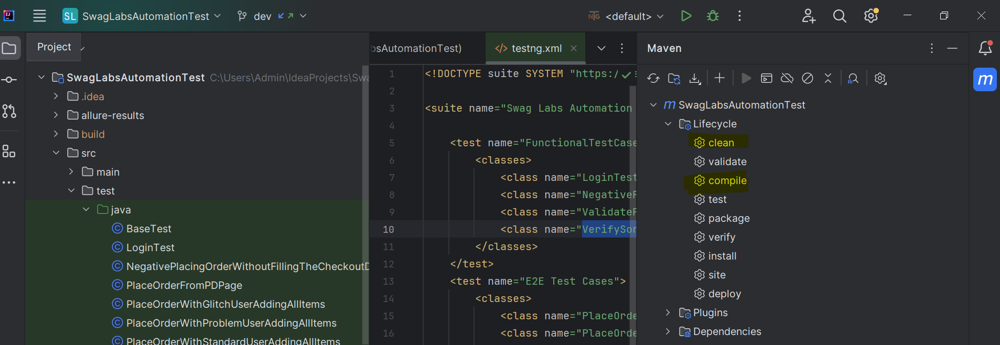 SL SwagLabsAutomationTest dev <default>
Project
SwagLabsAutomationTest C:\Users\Admin\IdeaProjects\Swa
.idea
allure-results
build
src
main
test
java
BaseTest
LoginTest
NegativePlacingOrderWithoutFillingTheCheckoutD
PlaceOrderFromPDPage
PlaceOrderWithGlitchUserAddingAllItems
PlaceOrderWithProblemUserAddingAllItems
PlaceOrderWithStandardUserAddingAllItems
bsAutomationTest) testng.xml
1 <!DOCTYPE suite SYSTEM "https:/
2
3 <suite name="Swag Labs Automation
4
5 <test name="FunctionalTestCase
6 <classes>
7 <class name="LoginTest
8 <class name="NegativeF
9 <class name="ValidateF
10 <class name="VerifySor
11 </classes>
12 </test>
13 <test name="E2E Test Cases">
14 <classes>
15 <class name="PlaceOrde
16 <class name="PlaceOrde
Maven
m
m SwagLabsAutomationTest
Lifecycle
clean
validate
compile
test
package
verify
install
site
deploy
Plugins
Dependencies